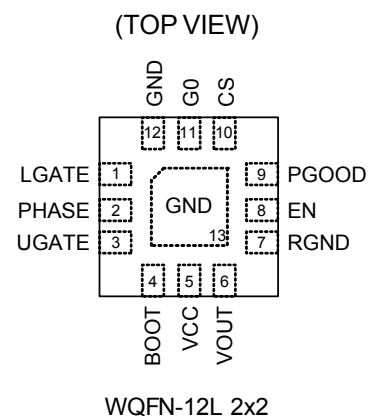 (TOP VIEW)
GND
G0
CS
12
11
10
LGATE 1
9 PGOOD
PHASE 2
GND
8 EN
UGATE 3
13
7 RGND
4
5
6
BOOT
VCC
VOUT
WQFN-12L 2x2